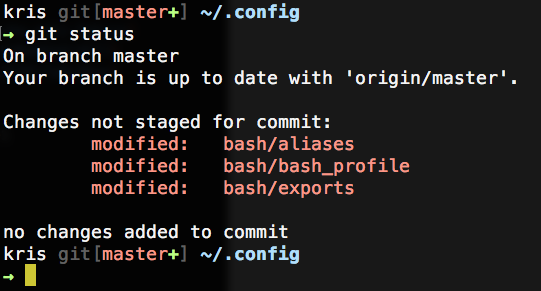 kris git[master+] ~/.config
→ git status
On branch master
Your branch is up to date with 'origin/master'.
Changes not staged for commit:
modified: bash/aliases
modified: bash/bash_profile
modified: bash/exports
no changes added to commit
kris git[master+] ~/.config
→